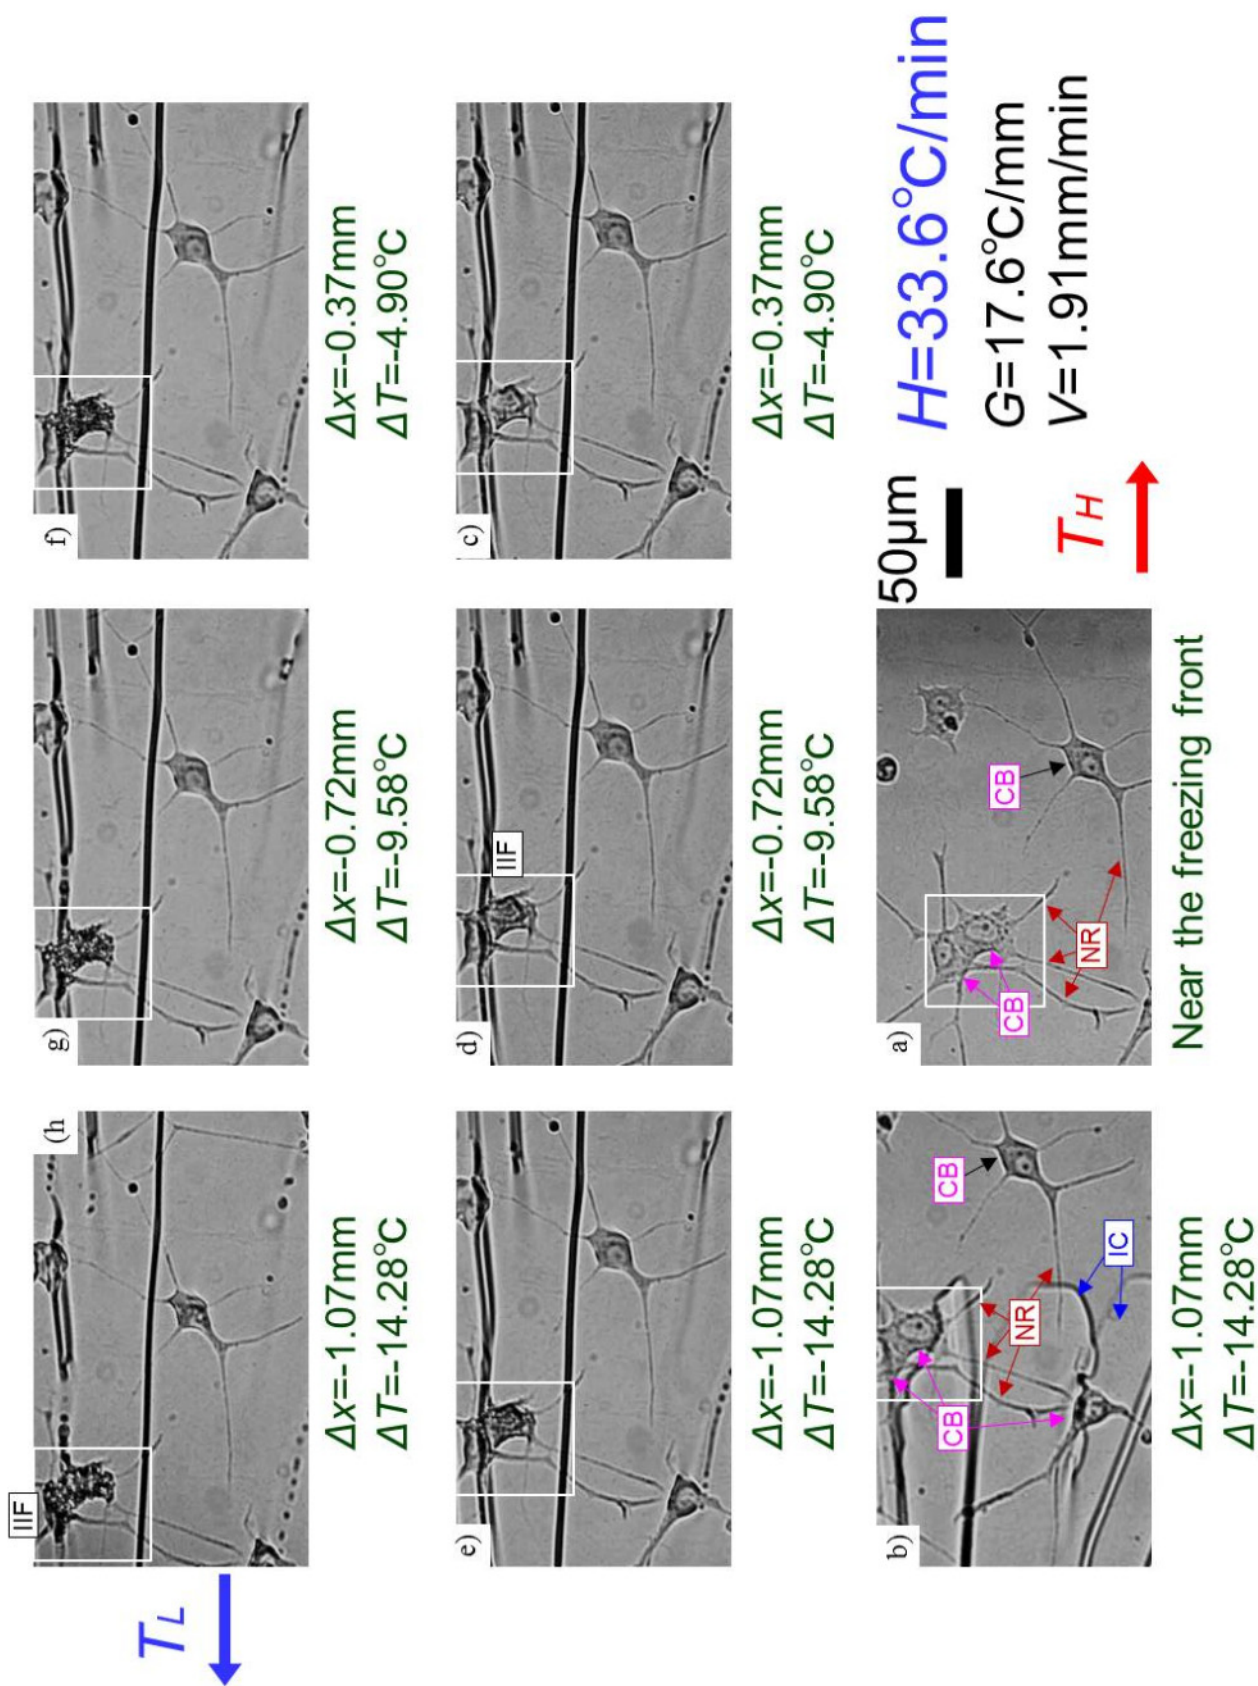 T_L
IIF
(h
g)
f)
Δx=-1.07mm
ΔT=-14.28°C
Δx=-0.72mm
ΔT=-9.58°C
Δx=-0.37mm
ΔT=-4.90°C
e)
d)
IIF
c)
Δx=-1.07mm
ΔT=-14.28°C
Δx=-0.72mm
ΔT=-9.58°C
Δx=-0.37mm
ΔT=-4.90°C
b)
CB
CB
NR
IC
a)
CB
CB
NR
Δx=-1.07mm
ΔT=-14.28°C
Near the freezing front
50μm
T_H
H=33.6°C/min
G=17.6°C/mm
V=1.91mm/min